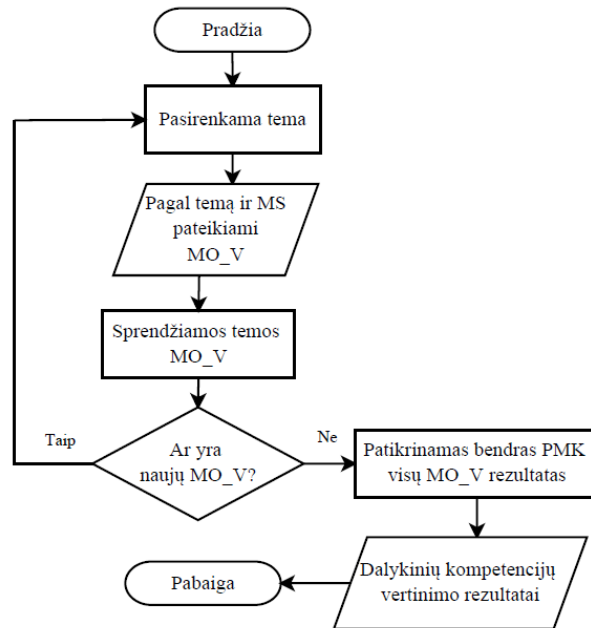 Pradžia
Pasirenkama tema
Pagal temą ir MS
pateikiami
MO_V
Sprendžiamos temos
MO_V
Taip
Ar yra
naujų MO_V?
Ne
Patikrinamas bendras PMK
visų MO_V rezultatas
Dalykinių kompetencijų
vertinimo rezultatai
Pabaiga